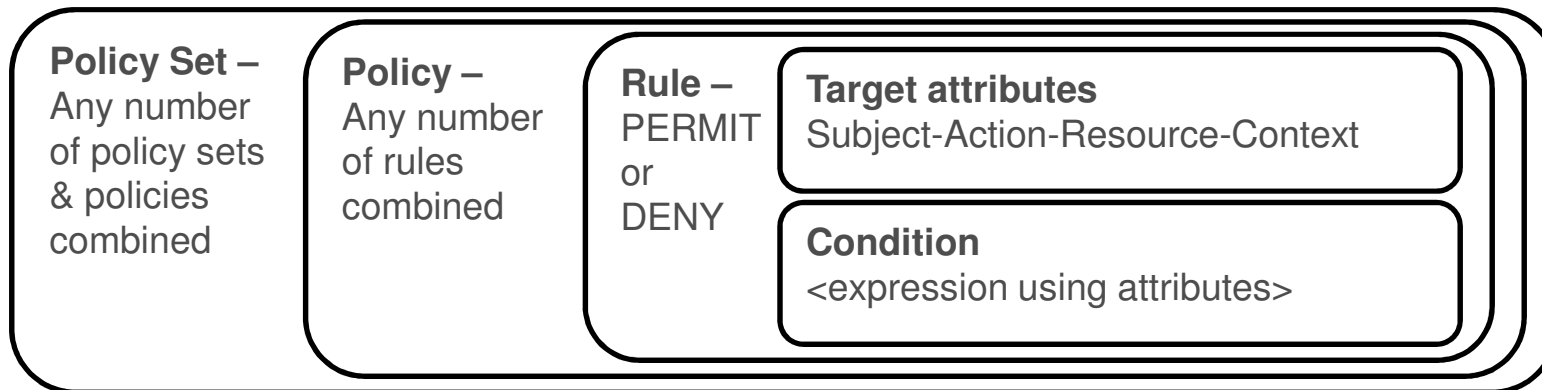 Policy Set –
Any number
of policy sets
& policies
combined
Policy –
Any number
of rules
combined
Rule –
PERMIT
or
DENY
Target attributes
Subject-Action-Resource-Context
Condition
<expression using attributes>